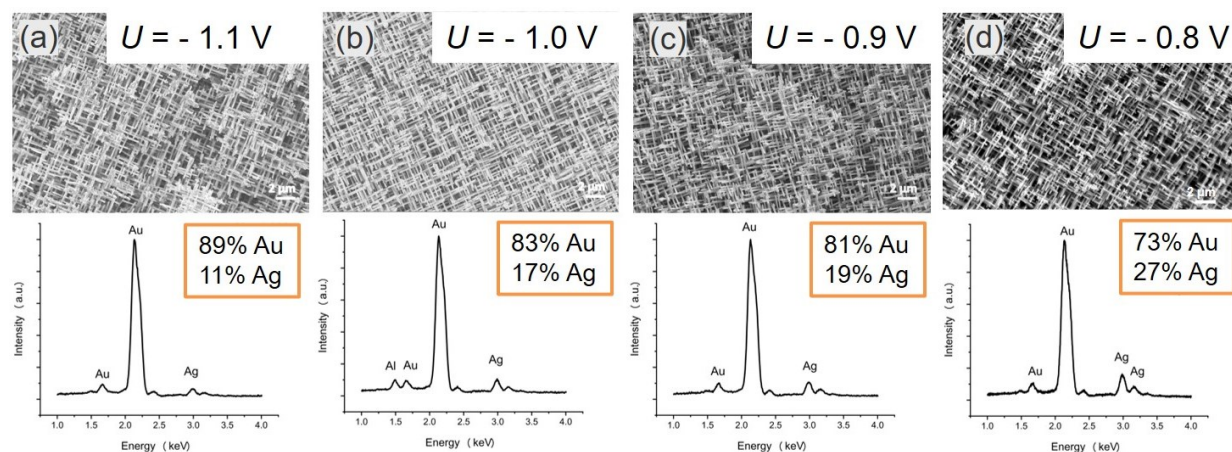 (a)
U = - 1.1 V
2 μm
(b)
U = - 1.0 V
2 μm
(c)
U = - 0.9 V
2 μm
(d)
U = - 0.8 V
2 μm
Intensity (a.u.)
Au
Au
Ag
89% Au
11% Ag
1.0 1.5 2.0 2.5 3.0 3.5 4.0
Energy (keV)
Intensity (a.u.)
Al
Au
Au
Ag
83% Au
17% Ag
1.0 1.5 2.0 2.5 3.0 3.5 4.0
Energy (keV)
Intensity (a.u.)
Au
Au
Ag
81% Au
19% Ag
1.0 1.5 2.0 2.5 3.0 3.5 4.0
Energy (keV)
Intensity (a.u.)
Au
Au
Ag
Ag
73% Au
27% Ag
1.0 1.5 2.0 2.5 3.0 3.5 4.0
Energy (keV)